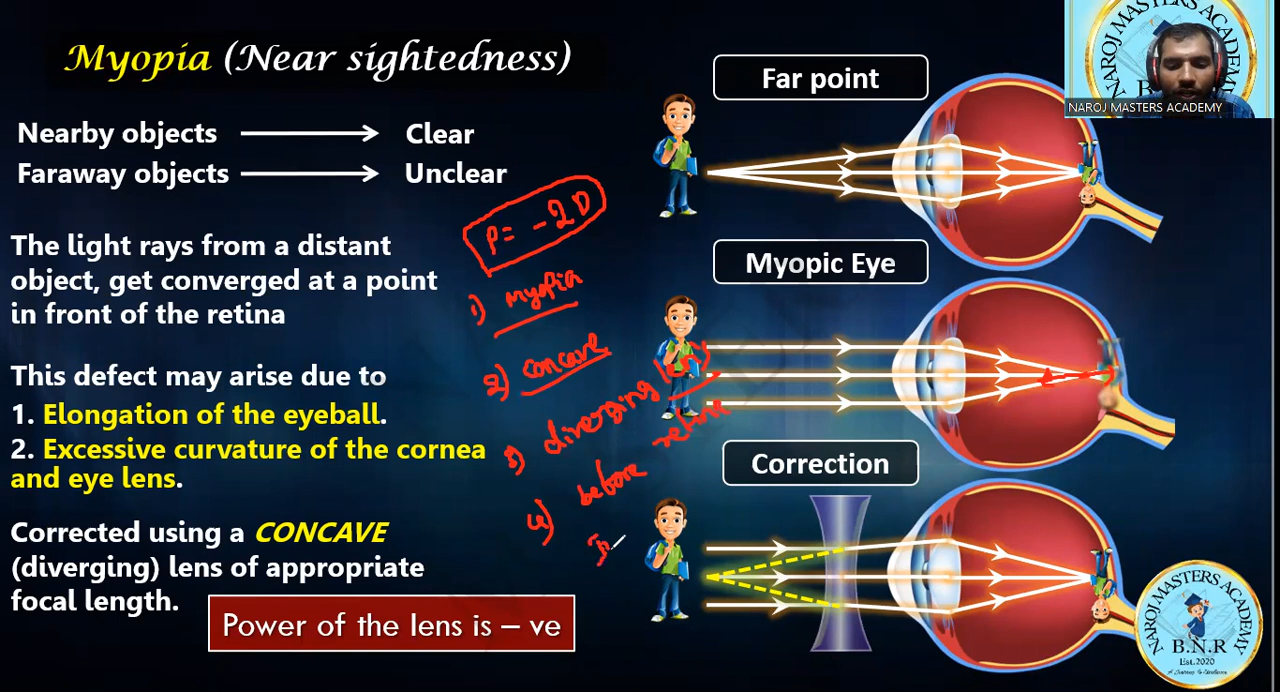 Myopia (Near sightedness)
Nearby objects Clear
Faraway objects Unclear
The light rays from a distant
object, get converged at a point
in front of the retina
This defect may arise due to
1. Elongation of the eyeball.
2. Excessive curvature of the cornea
and eye lens.
Corrected using a CONCAVE
(diverging) lens of appropriate
focal length.
Power of the lens is – ve
P = - 2 D
1) myopia
2) concave
3) diverging lens
4) before retina
Far point
Myopic Eye
Correction
NAROJ MASTERS ACADEMY
B.
NAROJ MASTERS ACADEMY
NAROJ MASTERS ACADEMY
B.N.R
Est.2020